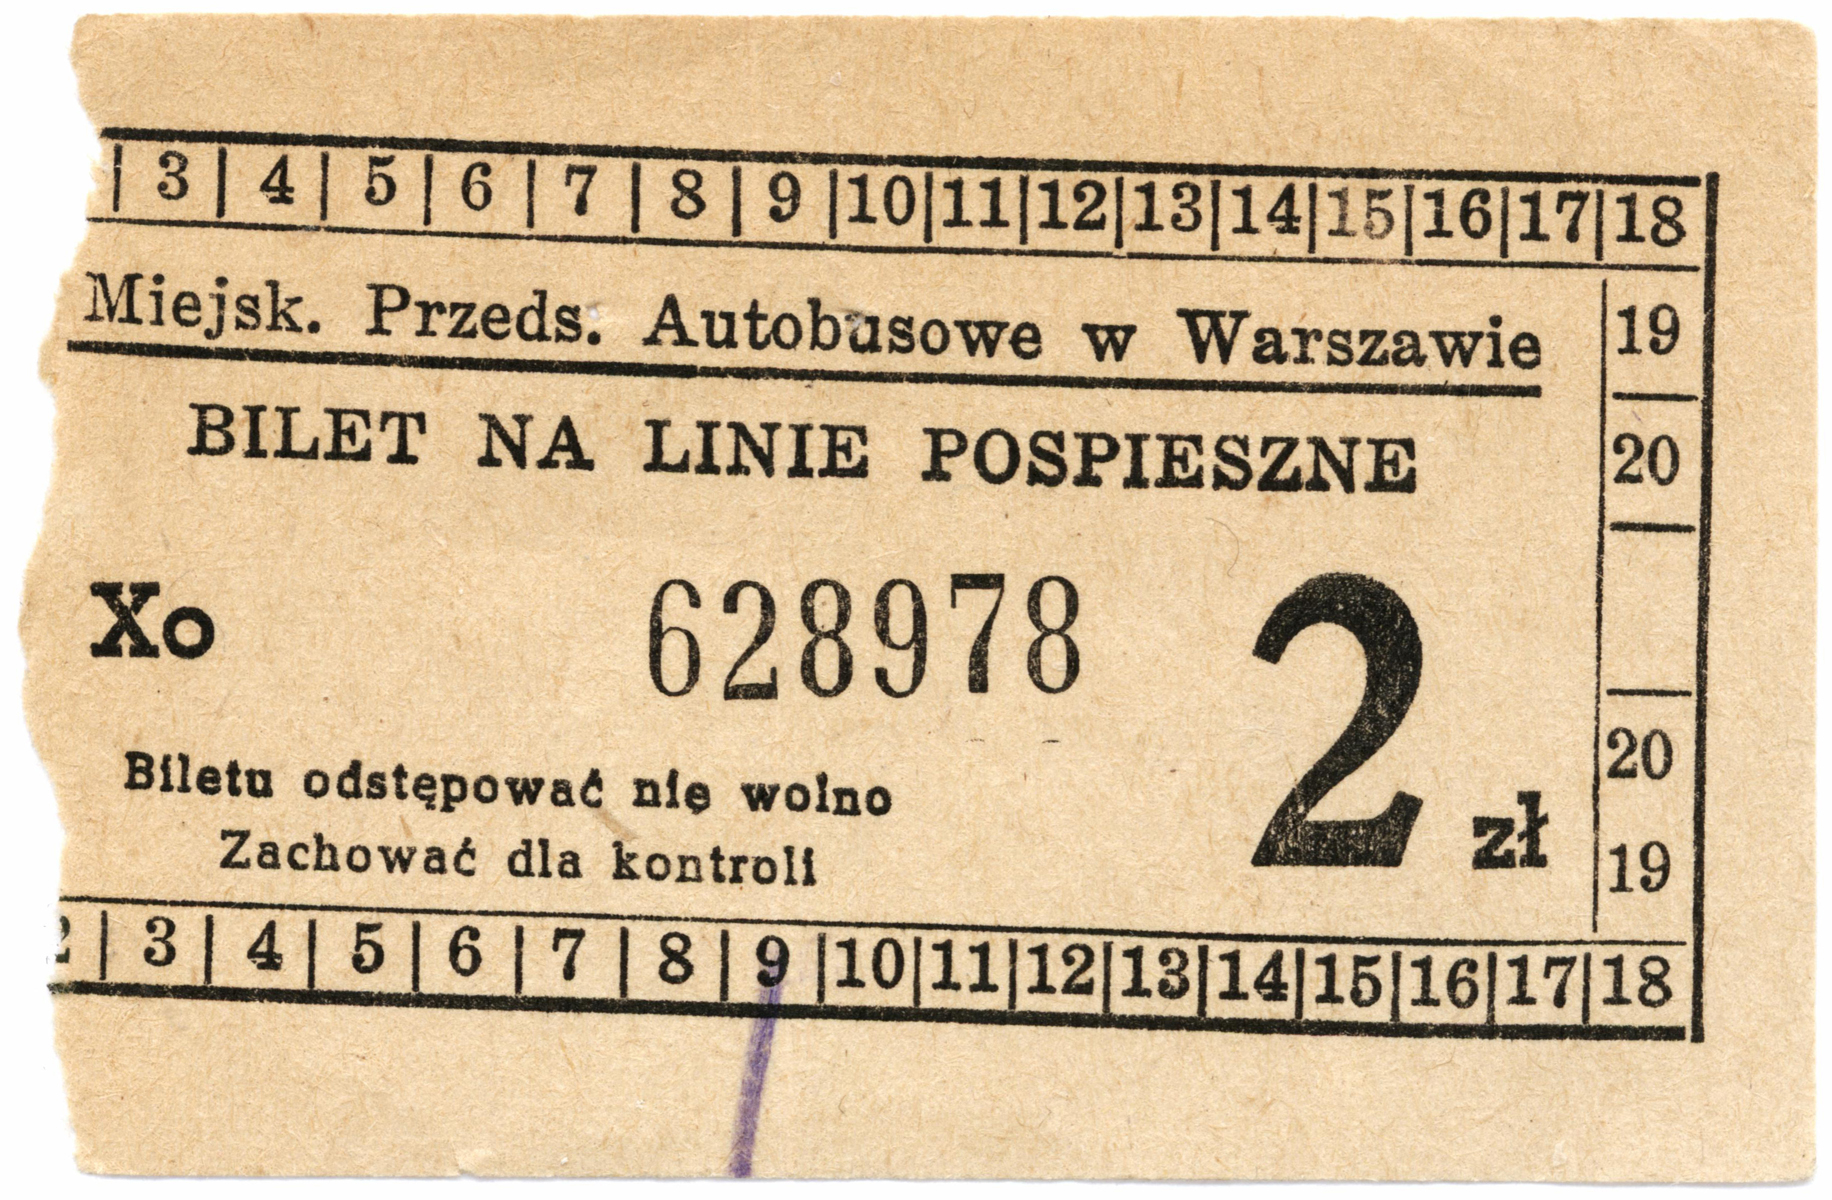 3 4 5 6 7 8 9 10 11 12 13 14 15 16 17 18
Miejsk. Przeds. Autobusowe w Warszawie
19
BILET NA LINIE POSPIESZNE
20
Xo 628978 2 zł
20
Biletu odstępować nie wolno
Zachować dla kontroli
19
2 3 4 5 6 7 8 9 10 11 12 13 14 15 16 17 18